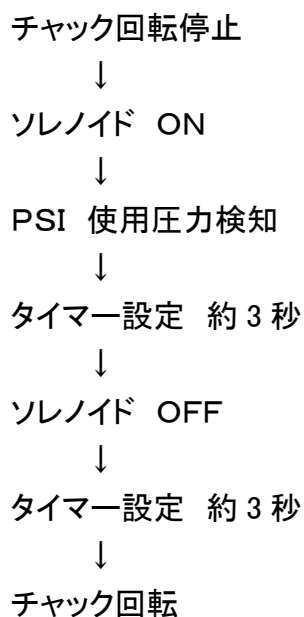 チャック回転停止
↓
ソレノイド　ON
↓
PSI　使用圧力検知
↓
タイマー設定　約3秒
↓
ソレノイド　OFF
↓
タイマー設定　約3秒
↓
チャック回転